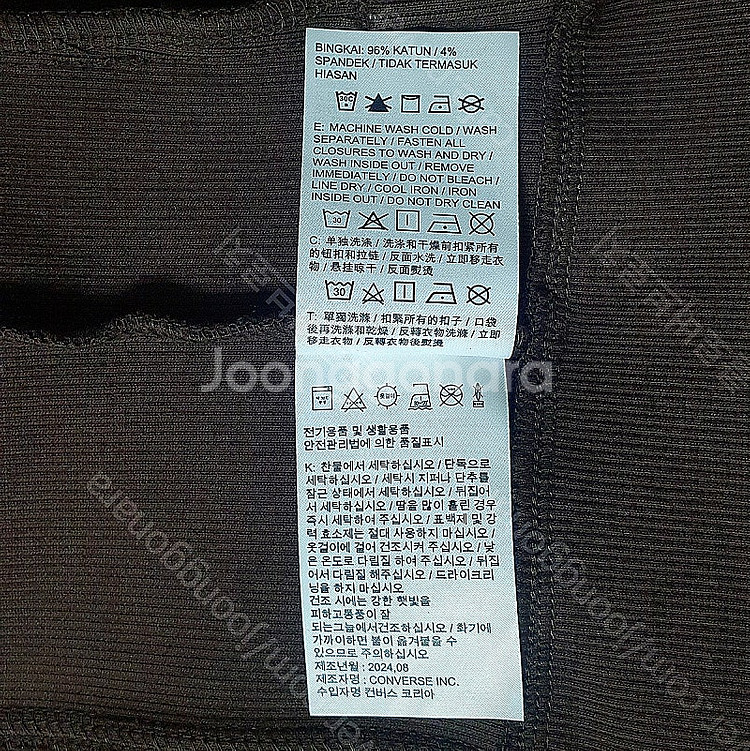 BINGKAI: 96% KATUN / 4%
SPANDEK / TIDAK TERMASUK
HIASAN
30C
E: MACHINE WASH COLD / WASH
SEPARATELY / FASTEN ALL
CLOSURES TO WASH AND DRY /
WASH INSIDE OUT / REMOVE
IMMEDIATELY / DO NOT BLEACH /
LINE DRY / COOL IRON / IRON
INSIDE OUT / DO NOT DRY CLEAN
30
C: 单独洗涤 / 洗涤和干燥前扣紧所有
的钮扣和拉链 / 反面水洗 / 立即移走衣
物 / 悬挂晾干 / 反面熨烫
30
T: 單獨洗滌 / 扣紧所有的扣子 / 口袋
後再洗滌和乾燥 / 反轉衣物洗滌 / 立即
移走衣物 / 反轉衣物後熨燙
Joongonara
옷걸이
전기용품 및 생활용품
안전관리법에 의한 품질표시
K: 찬물에서 세탁하십시오 / 단독으로
세탁하십시오 / 세탁시 지퍼나 단추를
잠근 상태에서 세탁하십시오 / 뒤집어
서 세탁하십시오 / 땀을 많이 흘린 경우
즉시 세탁하여 주십시오 / 표백제 및 강
력 효소제는 절대 사용하지 마십시오 /
옷걸이에 걸어 건조시켜 주십시오 / 낮
은 온도로 다림질 하여 주십시오 / 뒤집
어서 다림질 해주십시오 / 드라이크리
닝을 하지 마십시오
건조 시에는 강한 햇빛을
피하고통풍이 잘
되는그늘에서건조하십시오 / 화기에
가까이하면 불이 옮겨붙을 수
있으므로 주의하십시오
제조년월 : 2024,08
제조자명 : CONVERSE INC.
수입자명 컨버스 코리아